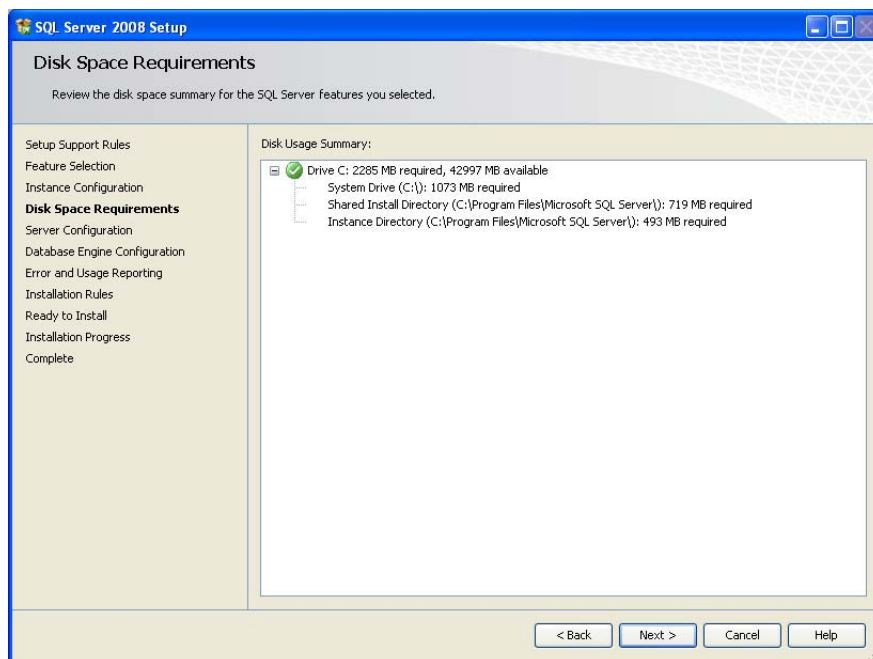 SQL Server 2008 Setup
Disk Space Requirements
Review the disk space summary for the SQL Server features you selected.
Setup Support Rules
Feature Selection
Instance Configuration
Disk Space Requirements
Server Configuration
Database Engine Configuration
Error and Usage Reporting
Installation Rules
Ready to Install
Installation Progress
Complete
Disk Usage Summary:
Drive C: 2285 MB required, 42997 MB available
System Drive (C:\): 1073 MB required
Shared Install Directory (C:\Program Files\Microsoft SQL Server\): 719 MB required
Instance Directory (C:\Program Files\Microsoft SQL Server\): 493 MB required
< Back Next > Cancel Help